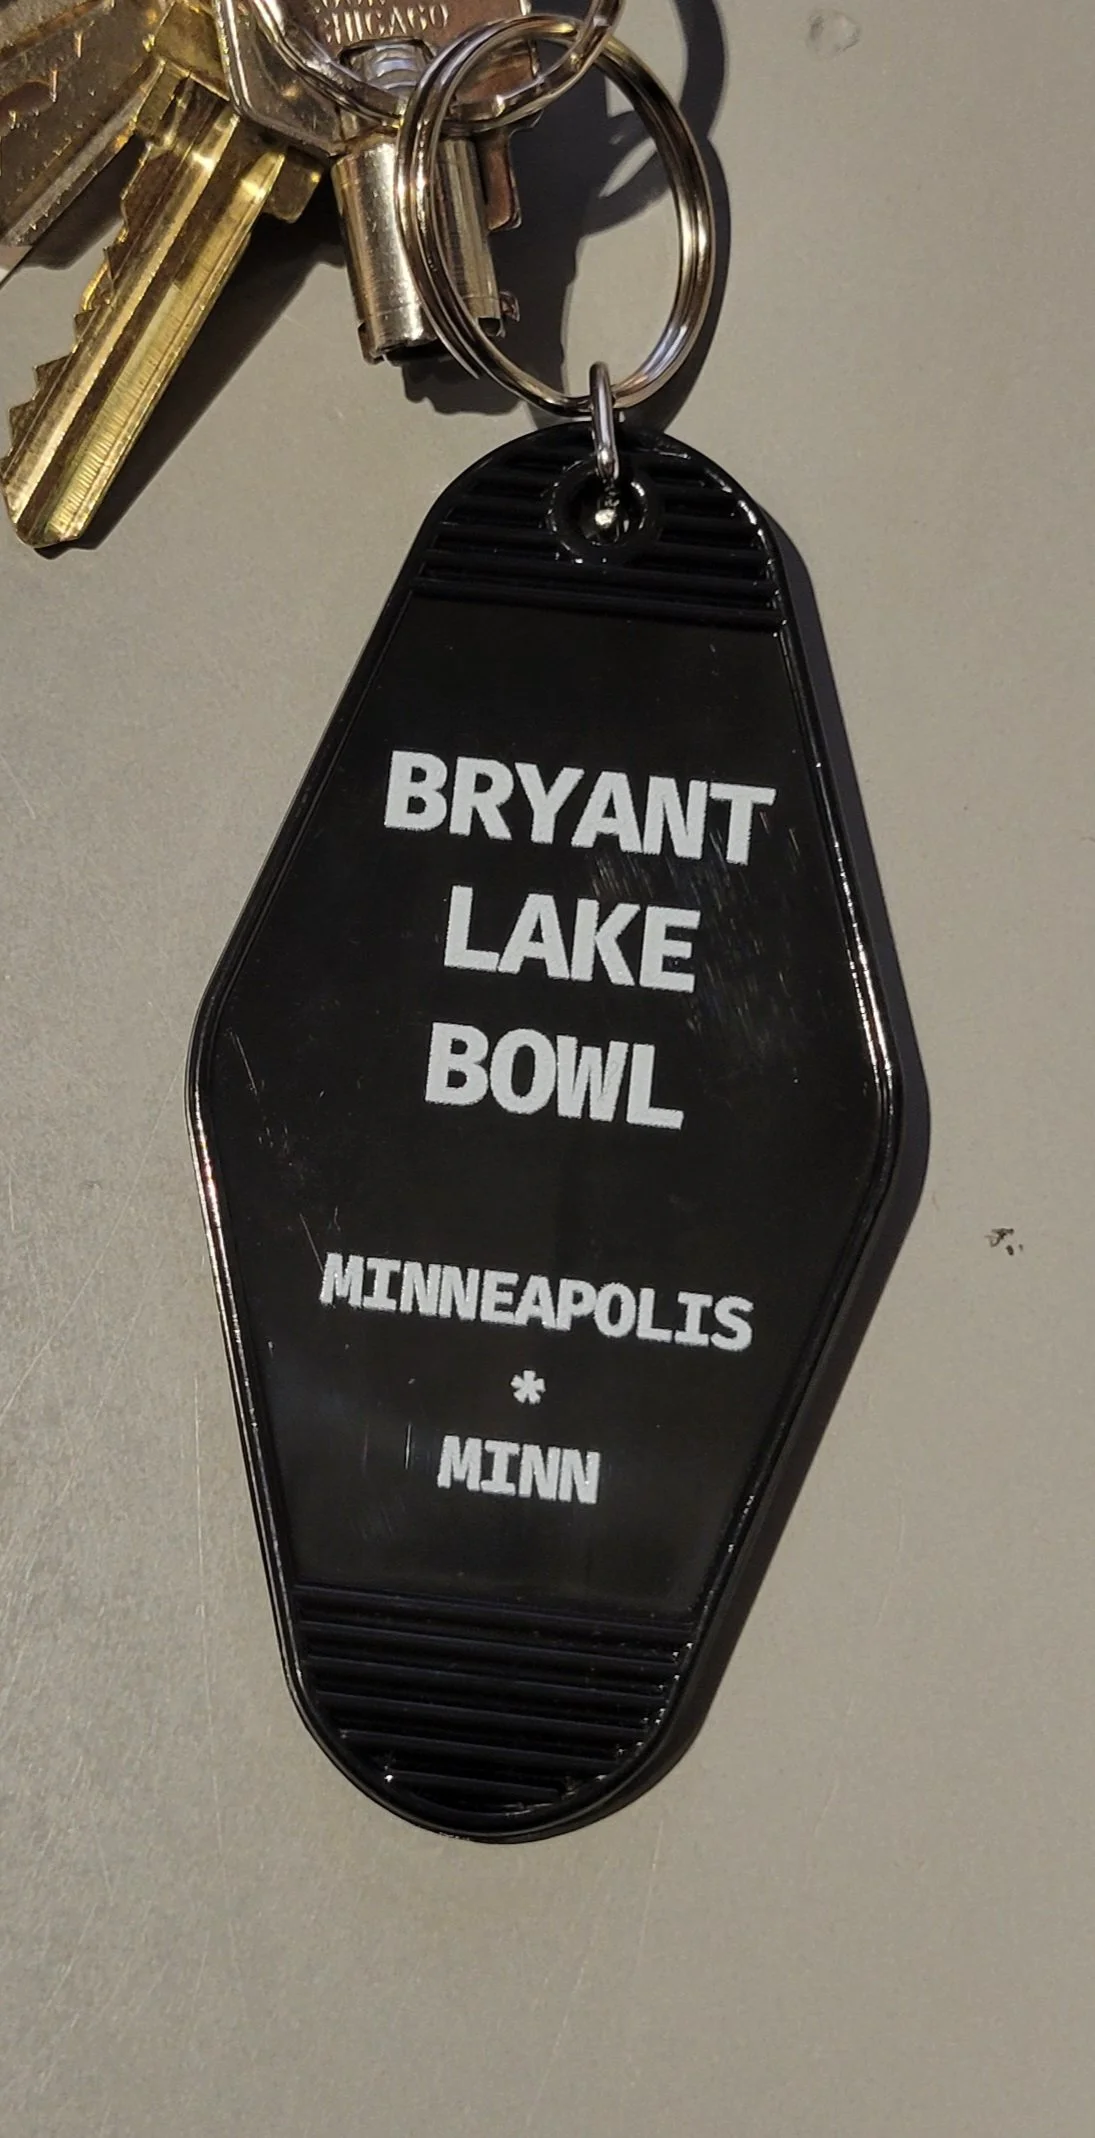 CHICAGO
BRYANT
LAKE
BOWL
MINNEAPOLIS
*
MINN